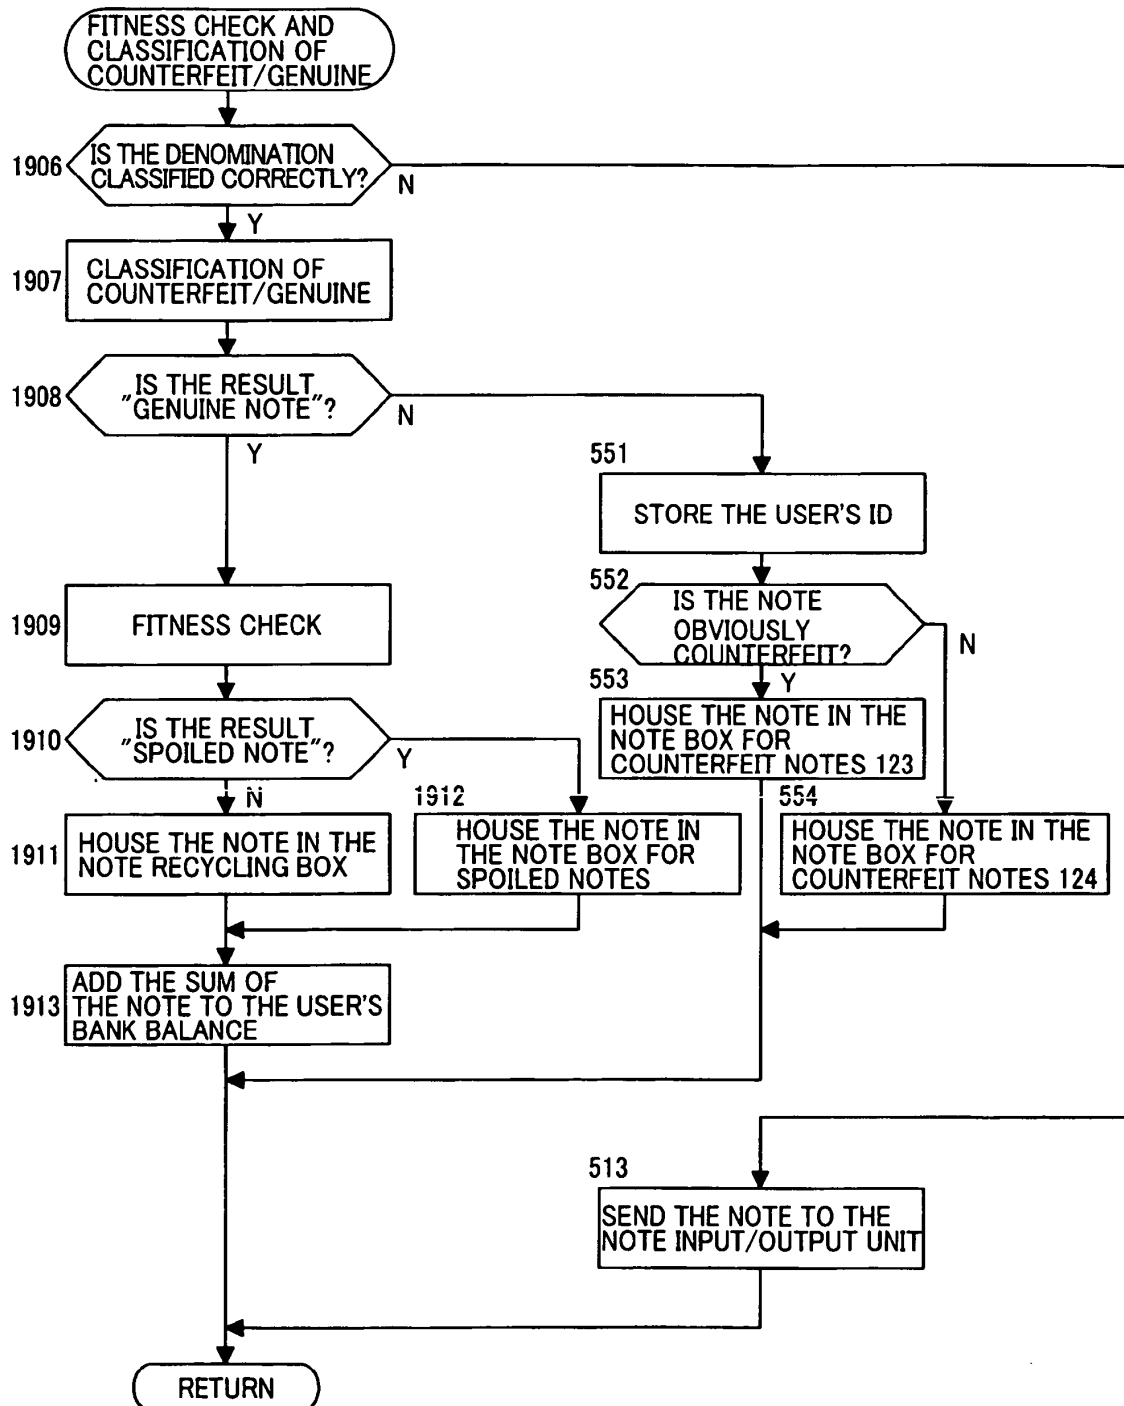 FITNESS CHECK AND
CLASSIFICATION OF
COUNTERFEIT/GENUINE
1906
IS THE DENOMINATION
CLASSIFIED CORRECTLY?
N
Y
1907
CLASSIFICATION OF
COUNTERFEIT/GENUINE
1908
IS THE RESULT
"GENUINE NOTE"?
N
Y
551
STORE THE USER'S ID
552
IS THE NOTE
OBVIOUSLY
COUNTERFEIT?
N
Y
1909
FITNESS CHECK
553
HOUSE THE NOTE IN THE
NOTE BOX FOR
COUNTERFEIT NOTES 123
1910
IS THE RESULT
"SPOILED NOTE"?
Y
N
1912
HOUSE THE NOTE IN
THE NOTE BOX FOR
SPOILED NOTES
554
HOUSE THE NOTE IN THE
NOTE BOX FOR
COUNTERFEIT NOTES 124
1911
HOUSE THE NOTE IN THE
NOTE RECYCLING BOX
1913
ADD THE SUM OF
THE NOTE TO THE USER'S
BANK BALANCE
513
SEND THE NOTE TO THE
NOTE INPUT/OUTPUT UNIT
RETURN